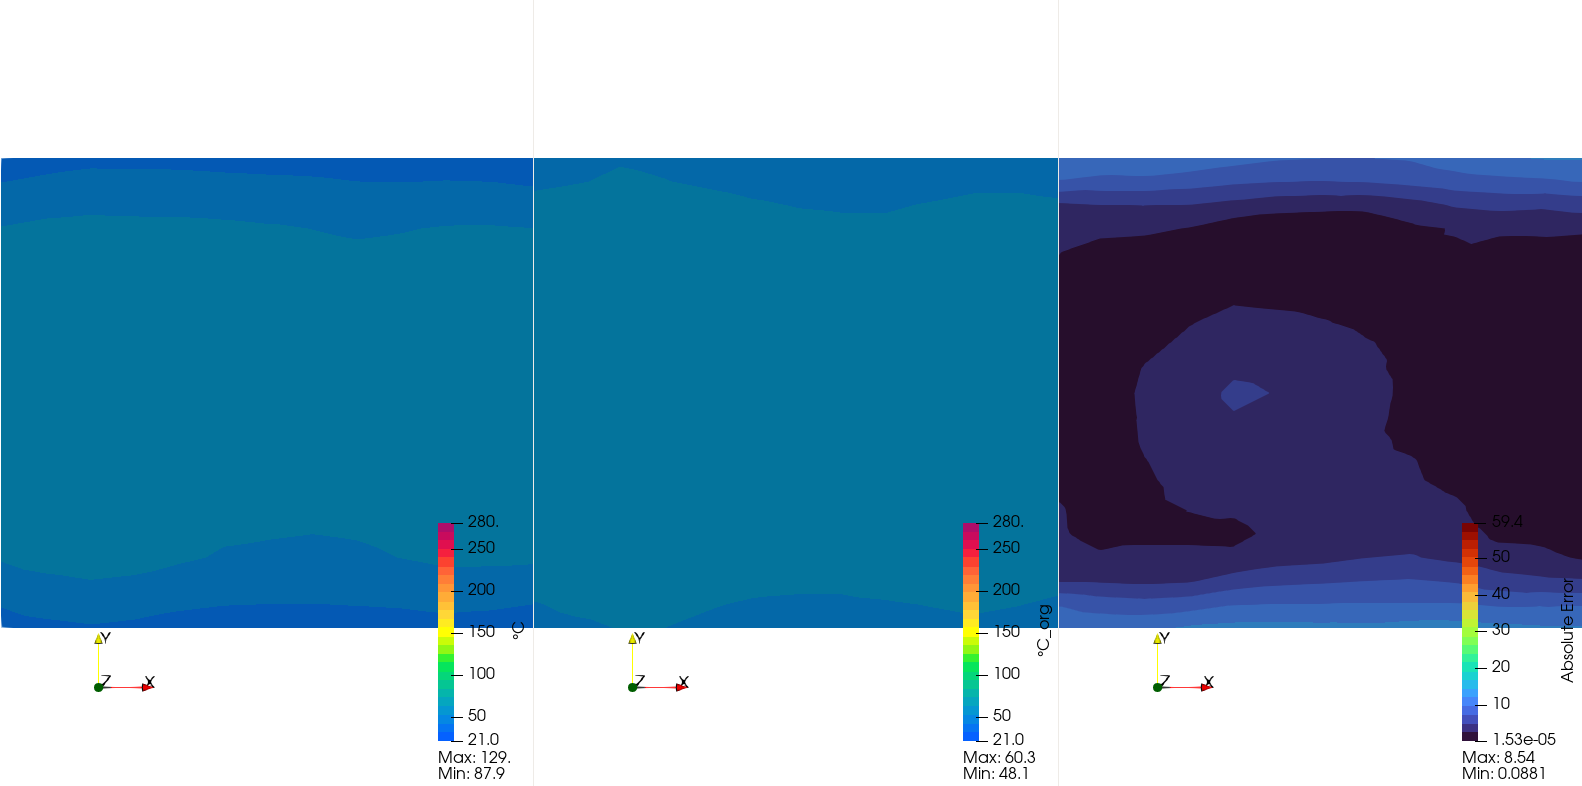 280.
250
200
150
100
50
21.0
°C
Max: 129.
Min: 87.9
Y
Z
X
280.
250
200
150
100
50
21.0
°C_org
Max: 60.3
Min: 48.1
Y
Z
X
59.4
50
40
30
20
10
1.53e-05
Absolute Error
Max: 8.54
Min: 0.0881
Y
Z
X